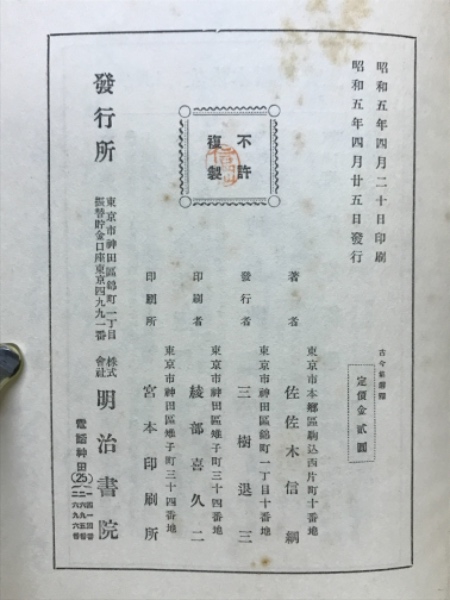 昭和五年四月二十日印刷
昭和五年四月廿五日發行
定價金貳圓
不許
複製
東京市本鄕區駒込西片町十番地
著者 佐佐木信綱
東京市神田區錦町一丁目十番地
發行者 三樹退三
東京市神田區雉子町三十四番地
印刷者 綾部喜久二
東京市神田區雉子町三十四番地
印刷所 宮本印刷所
發行所
東京市神田區錦町一丁目
振替貯金口座東京四九九一番
株式
會社
明治書院
電話神田(25)